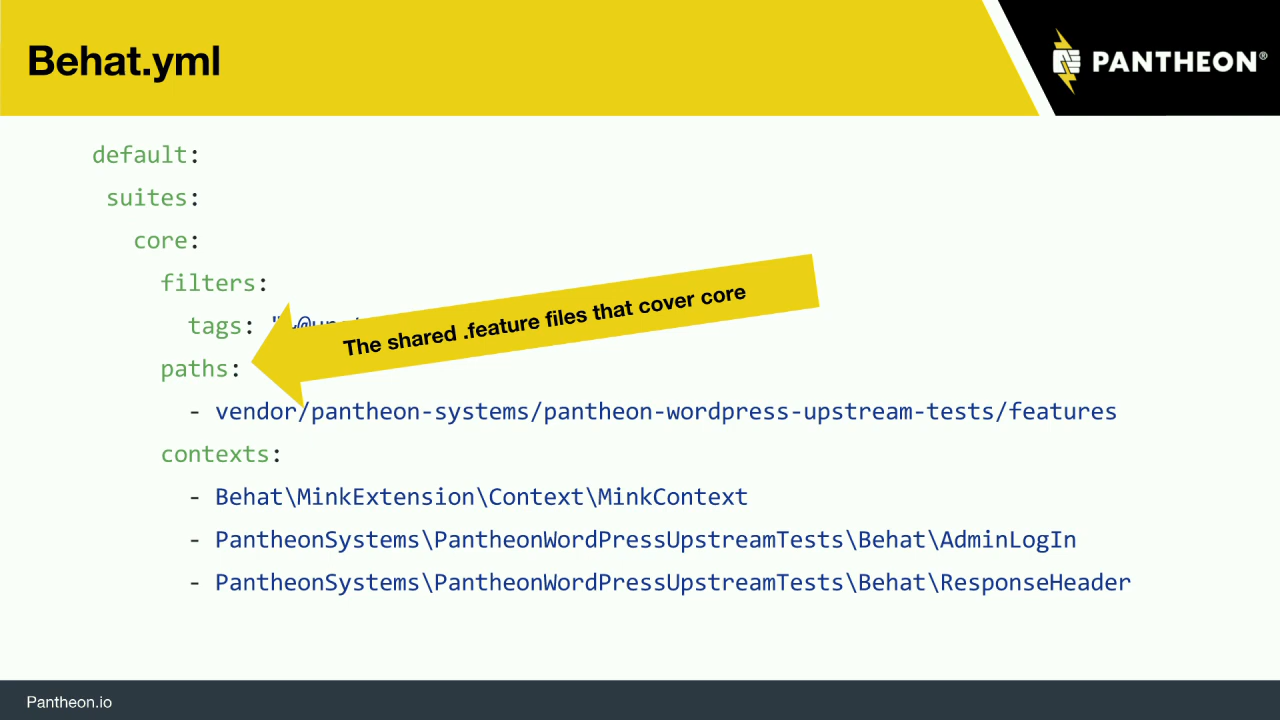 Behat.yml
PANTHEON®
default:
suites:
core:
filters:
tags:
The shared .feature files that cover core
paths:
- vendor/pantheon-systems/pantheon-wordpress-upstream-tests/features
contexts:
- Behat\MinkExtension\Context\MinkContext
- PantheonSystems\PantheonWordPressUpstreamTests\Behat\AdminLogIn
- PantheonSystems\PantheonWordPressUpstreamTests\Behat\ResponseHeader
Pantheon.io